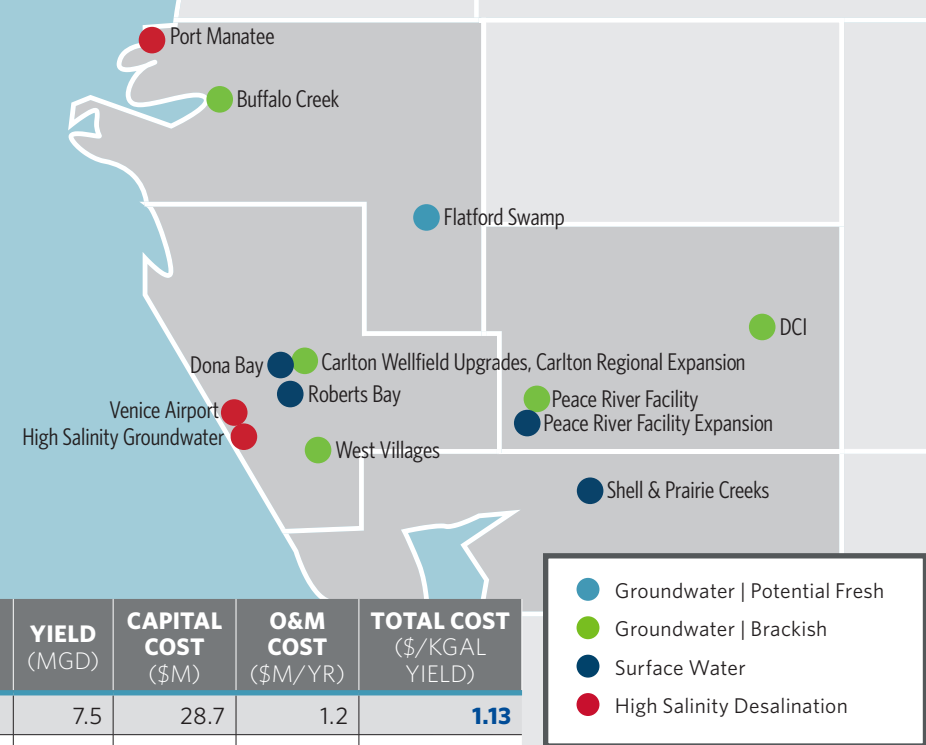 Port Manatee
Buffalo Creek
Flatford Swamp
DCI
Dona Bay
Carlton Wellfield Upgrades, Carlton Regional Expansion
Roberts Bay
Peace River Facility
Venice Airport
Peace River Facility Expansion
High Salinity Groundwater
West Villages
Shell & Prairie Creeks
Groundwater | Potential Fresh
Groundwater | Brackish
Surface Water
High Salinity Desalination
YIELD
(MGD)
CAPITAL
COST
($M)
O&M
COST
($M/YR)
TOTAL COST
($/KGAL
YIELD)
7.5 28.7 1.2 1.13